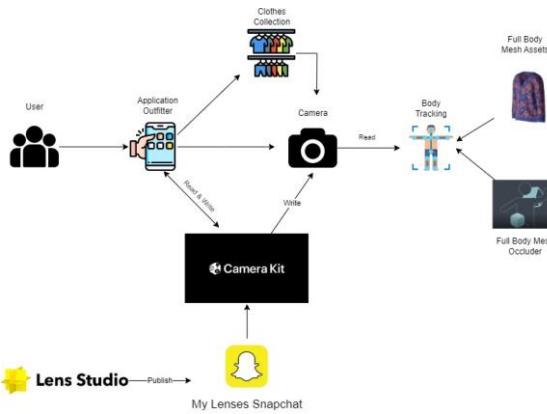 Clothes
Collection
Full Body
Mesh Assets
User
Application
Outfitter
Camera
Body
Tracking
Read
Read & Write
Write
Camera Kit
Full Body Mes
Occluder
Lens Studio
Publish
My Lenses Snapchat